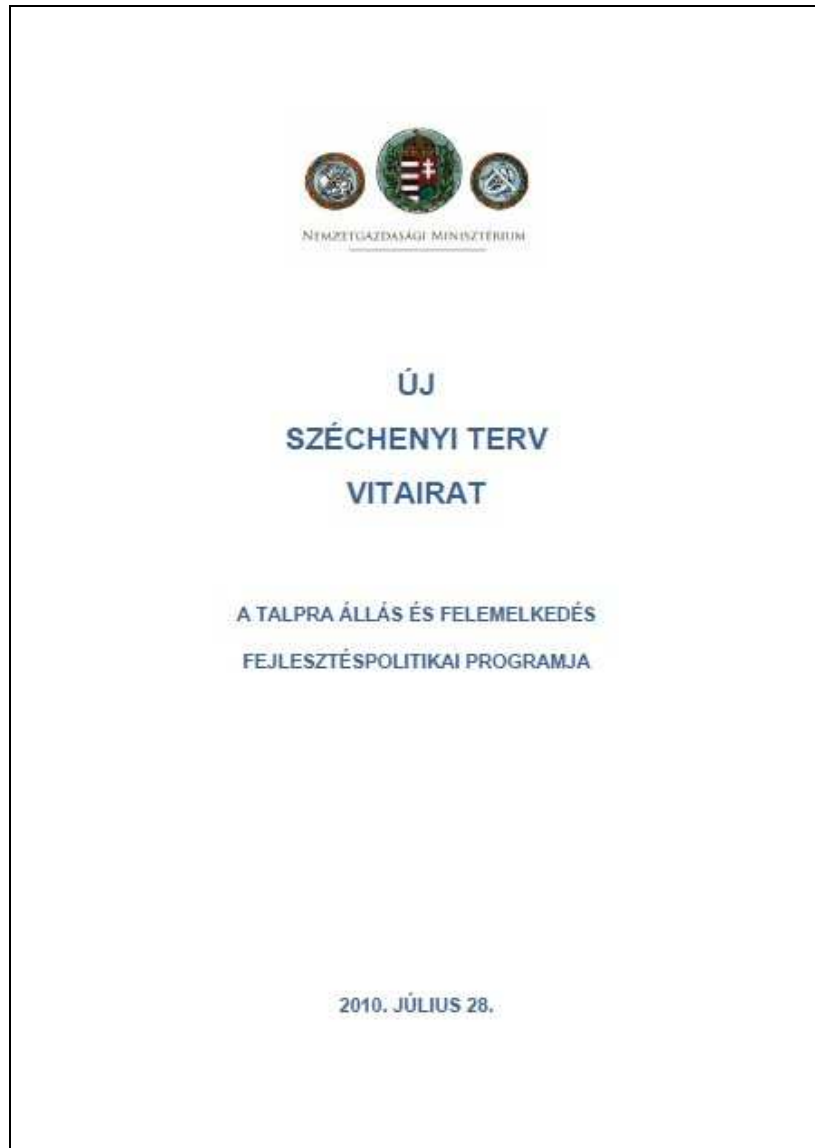 NEMZETGAZDASÁGI MINISZTÉRIUM
ÚJ
SZÉCHENYI TERV
VITAIRAT
A TALPRA ÁLLÁS ÉS FELEMELKEDÉS
FEJLESZTÉSPOLITIKAI PROGRAMJA
2010. JÚLIUS 28.